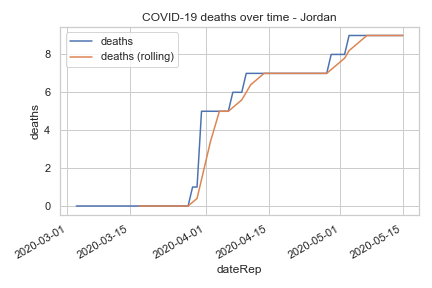 COVID-19 deaths over time - Jordan
deaths
deaths (rolling)
8
6
4
2
0
deaths
2020-03-01
2020-03-15
2020-04-01
2020-04-15
2020-05-01
2020-05-15
dateRep